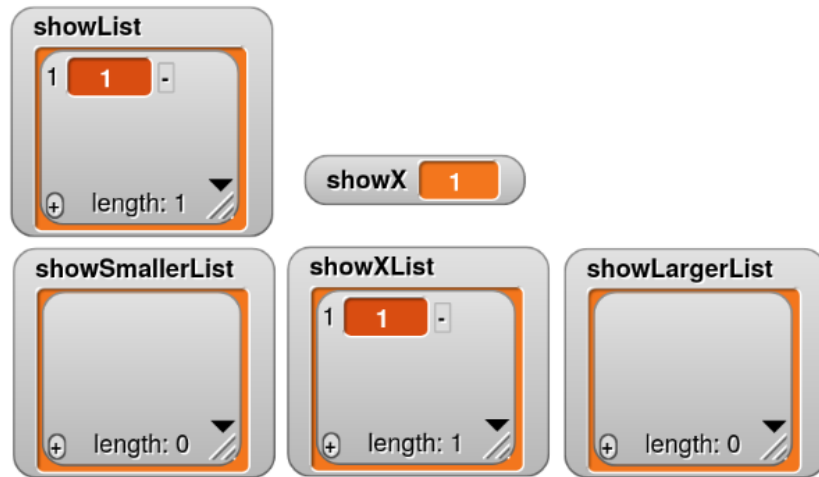 showList
1 1 -
+ length: 1
showX 1
showSmallerList
+ length: 0
showXList
1 1 -
+ length: 1
showLargerList
+ length: 0